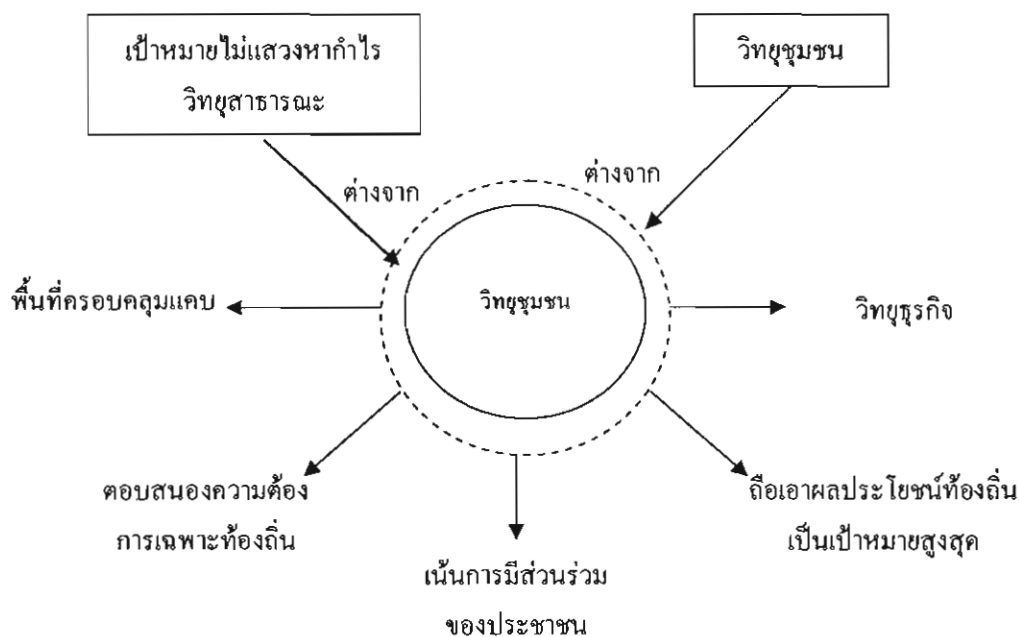 เป้าหมายไม่แสวงหากำไร
วิทยุสาธารณะ
วิทยุชุมชน
ต่างจาก
ต่างจาก
พื้นที่ครอบคลุมแคบ
วิทยุชุมชน
วิทยุธุรกิจ
ตอบสนองความต้อง
การเฉพาะท้องถิ่น
ถือเอาผลประโยชน์ท้องถิ่น
เป็นเป้าหมายสูงสุด
เน้นการมีส่วนร่วม
ของประชาชน